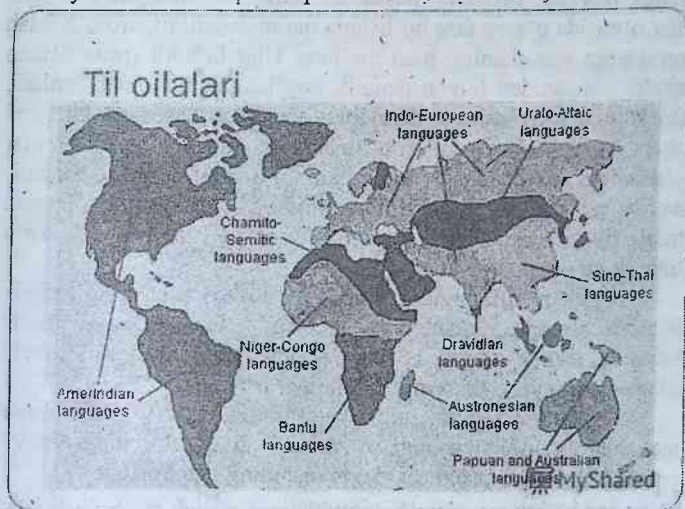 Til oilalari
Indo-European
languages
Uralo-Altaic
languages
Chamito-
Semitic
languages
Sino-Thai
languages
Niger-Congo
languages
Dravidian
languages
Amerindian
languages
Bantu
languages
Austronesian
languages
Papuan and Australian
languages
MyShared